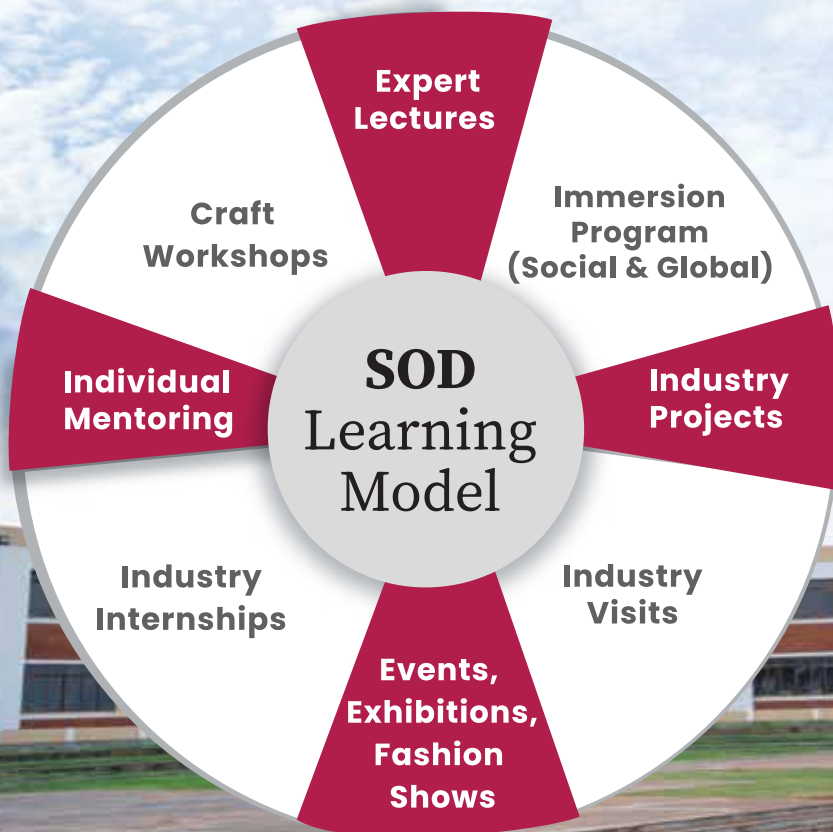 Expert
Lectures
Immersion
Program
(Social & Global)
Industry
Projects
Industry
Visits
Events,
Exhibitions,
Fashion
Shows
Industry
Internships
Individual
Mentoring
Craft
Workshops
SOD
Learning
Model